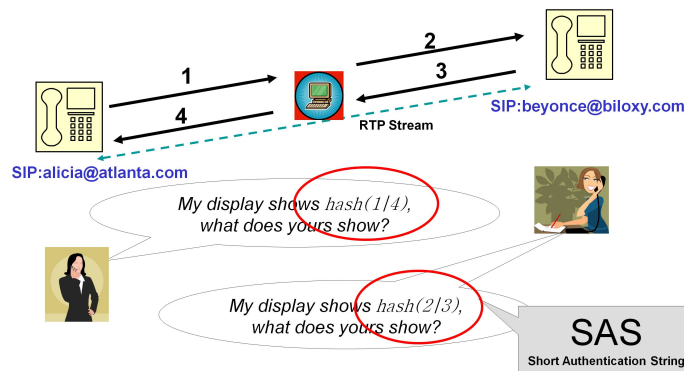 2
1
3
4
RTP Stream
SIP:beyonce@biloxy.com
SIP:alicia@atlanta.com
My display shows hash(1|4),
what does yours show?
My display shows hash(2|3),
what does yours show?
SAS
Short Authentication String